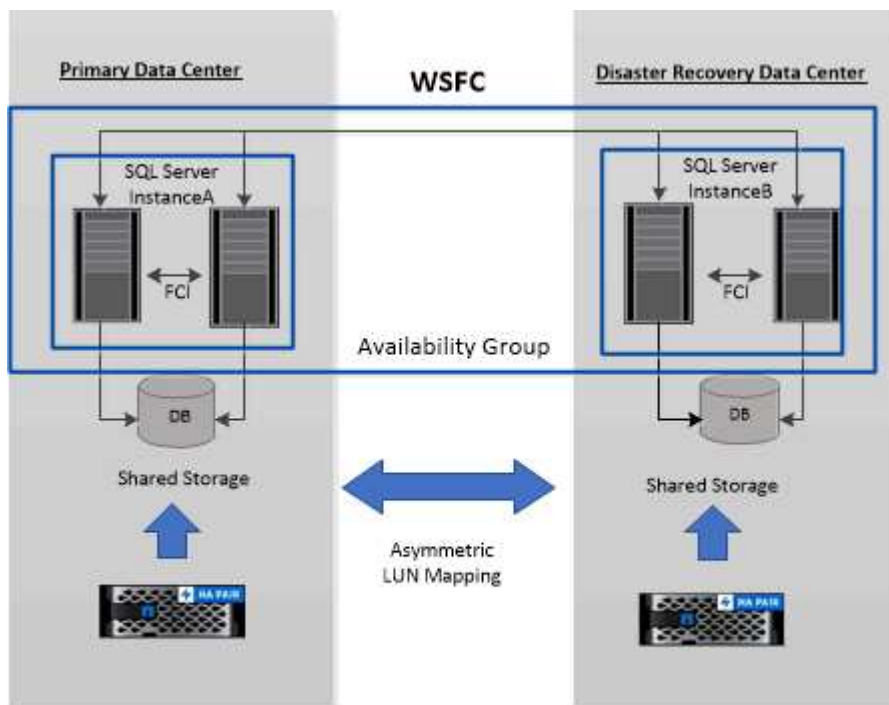 Primary Data Center
WSFC
Disaster Recovery Data Center
SQL Server
InstanceA
FCI
SQL Server
InstanceB
FCI
Availability Group
DB
DB
Shared Storage
Shared Storage
Asymmetric
LUN Mapping
HA PAIR
HA PAIR